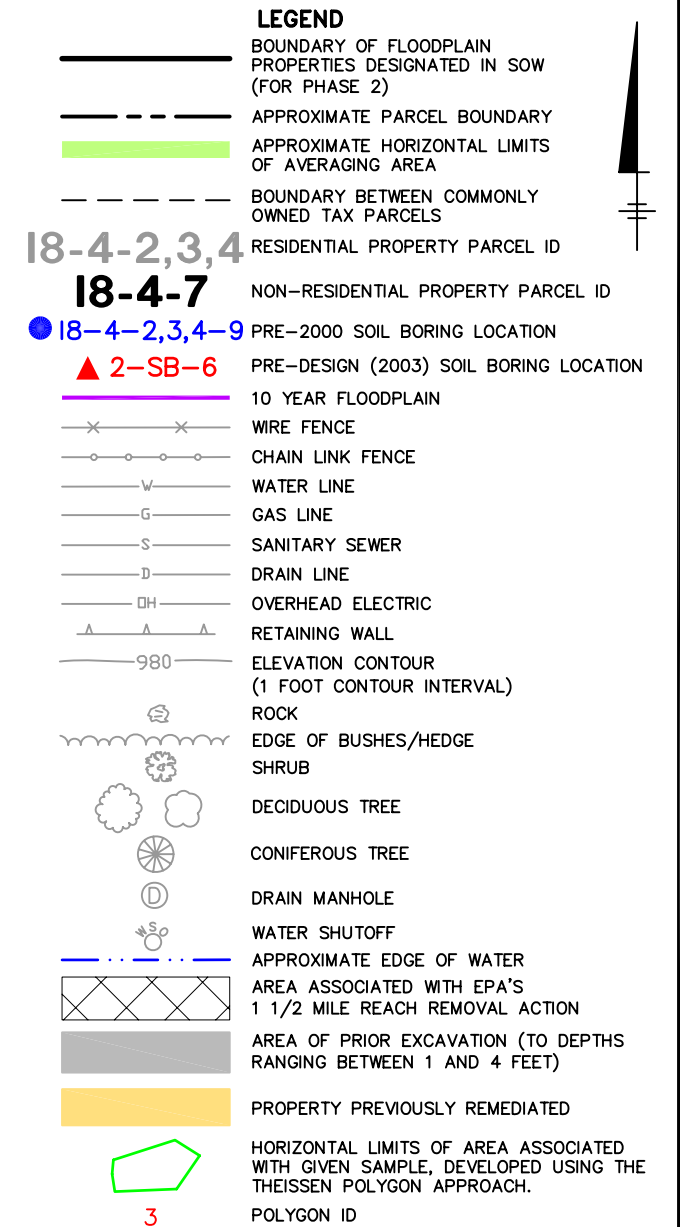 LEGEND
BOUNDARY OF FLOODPLAIN
PROPERTIES DESIGNATED IN SOW
(FOR PHASE 2)
APPROXIMATE PARCEL BOUNDARY
APPROXIMATE HORIZONTAL LIMITS
OF AVERAGING AREA
BOUNDARY BETWEEN COMMONLY
OWNED TAX PARCELS
I8-4-2,3,4 RESIDENTIAL PROPERTY PARCEL ID
I8-4-7 NON-RESIDENTIAL PROPERTY PARCEL ID
I8-4-2,3,4-9 PRE-2000 SOIL BORING LOCATION
2-SB-6 PRE-DESIGN (2003) SOIL BORING LOCATION
10 YEAR FLOODPLAIN
WIRE FENCE
CHAIN LINK FENCE
W WATER LINE
G GAS LINE
S SANITARY SEWER
D DRAIN LINE
OH OVERHEAD ELECTRIC
RETAINING WALL
980 ELEVATION CONTOUR
(1 FOOT CONTOUR INTERVAL)
ROCK
EDGE OF BUSHES/HEDGE
SHRUB
DECIDUOUS TREE
CONIFEROUS TREE
D DRAIN MANHOLE
WSO WATER SHUTOFF
APPROXIMATE EDGE OF WATER
AREA ASSOCIATED WITH EPA'S
1 1/2 MILE REACH REMOVAL ACTION
AREA OF PRIOR EXCAVATION (TO DEPTHS
RANGING BETWEEN 1 AND 4 FEET)
PROPERTY PREVIOUSLY REMEDIATED
HORIZONTAL LIMITS OF AREA ASSOCIATED
WITH GIVEN SAMPLE, DEVELOPED USING THE
THEISSEN POLYGON APPROACH.
3 POLYGON ID